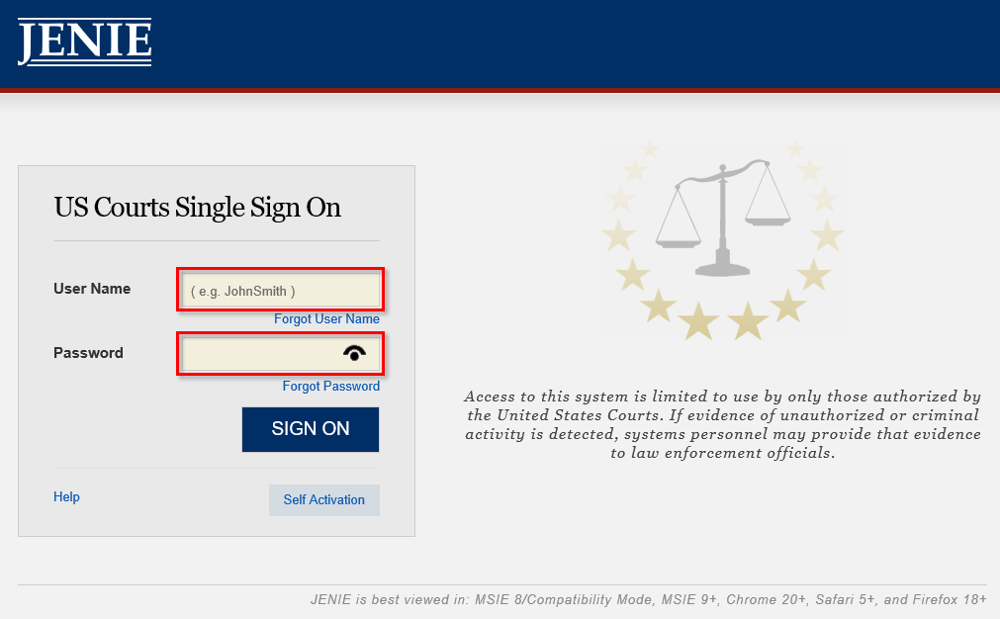 JENIE
US Courts Single Sign On
User Name
( e.g. JohnSmith )
Forgot User Name
Password
Forgot Password
SIGN ON
Help
Self Activation
Access to this system is limited to use by only those authorized by
the United States Courts. If evidence of unauthorized or criminal
activity is detected, systems personnel may provide that evidence
to law enforcement officials.
JENIE is best viewed in: MSIE 8/Compatibility Mode, MSIE 9+, Chrome 20+, Safari 5+, and Firefox 18+